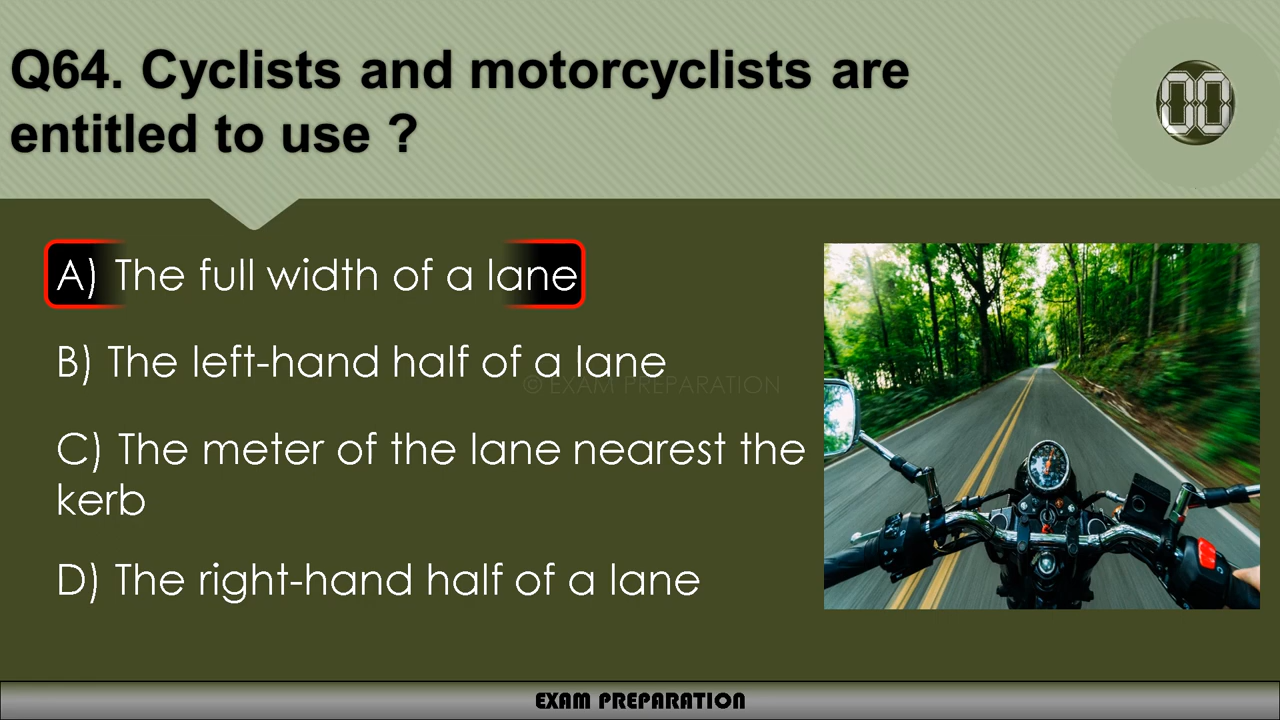 Q64. Cyclists and motorcyclists are
entitled to use ?
00
A) The full width of a lane
B) The left-hand half of a lane
© EXAM PREPARATION
C) The meter of the lane nearest the
kerb
D) The right-hand half of a lane
EXAM PREPARATION